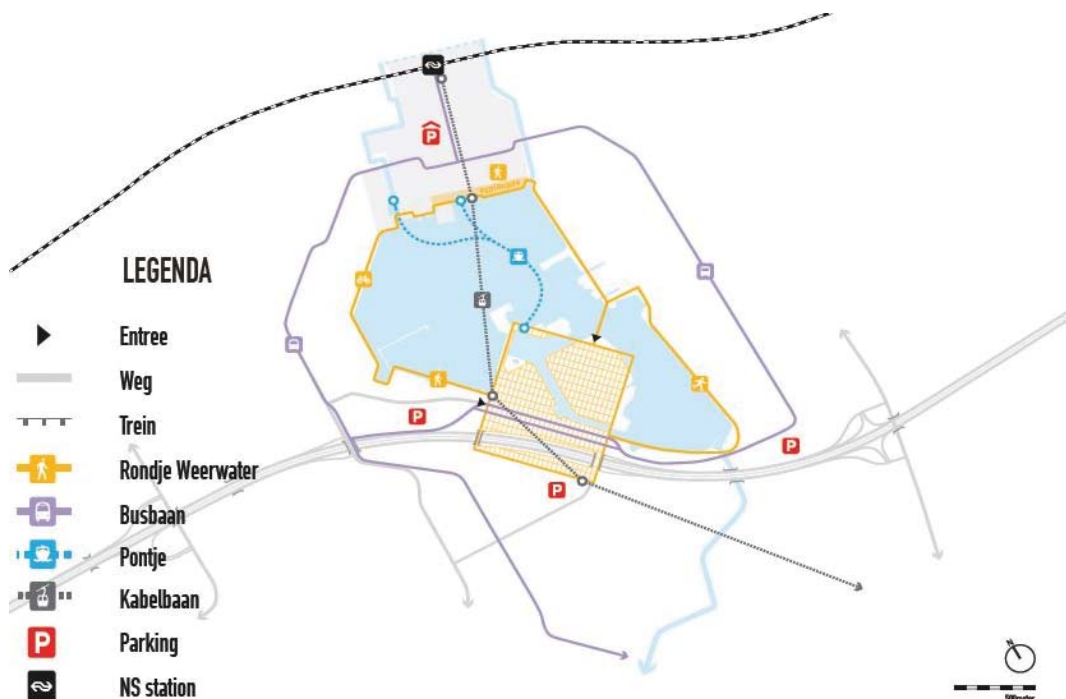 LEGENDA
Entree
Weg
Trein
Rondje Weerwater
Busbaan
Pontje
Kabelbaan
P
Parking
NS station
P
P
P
P
N